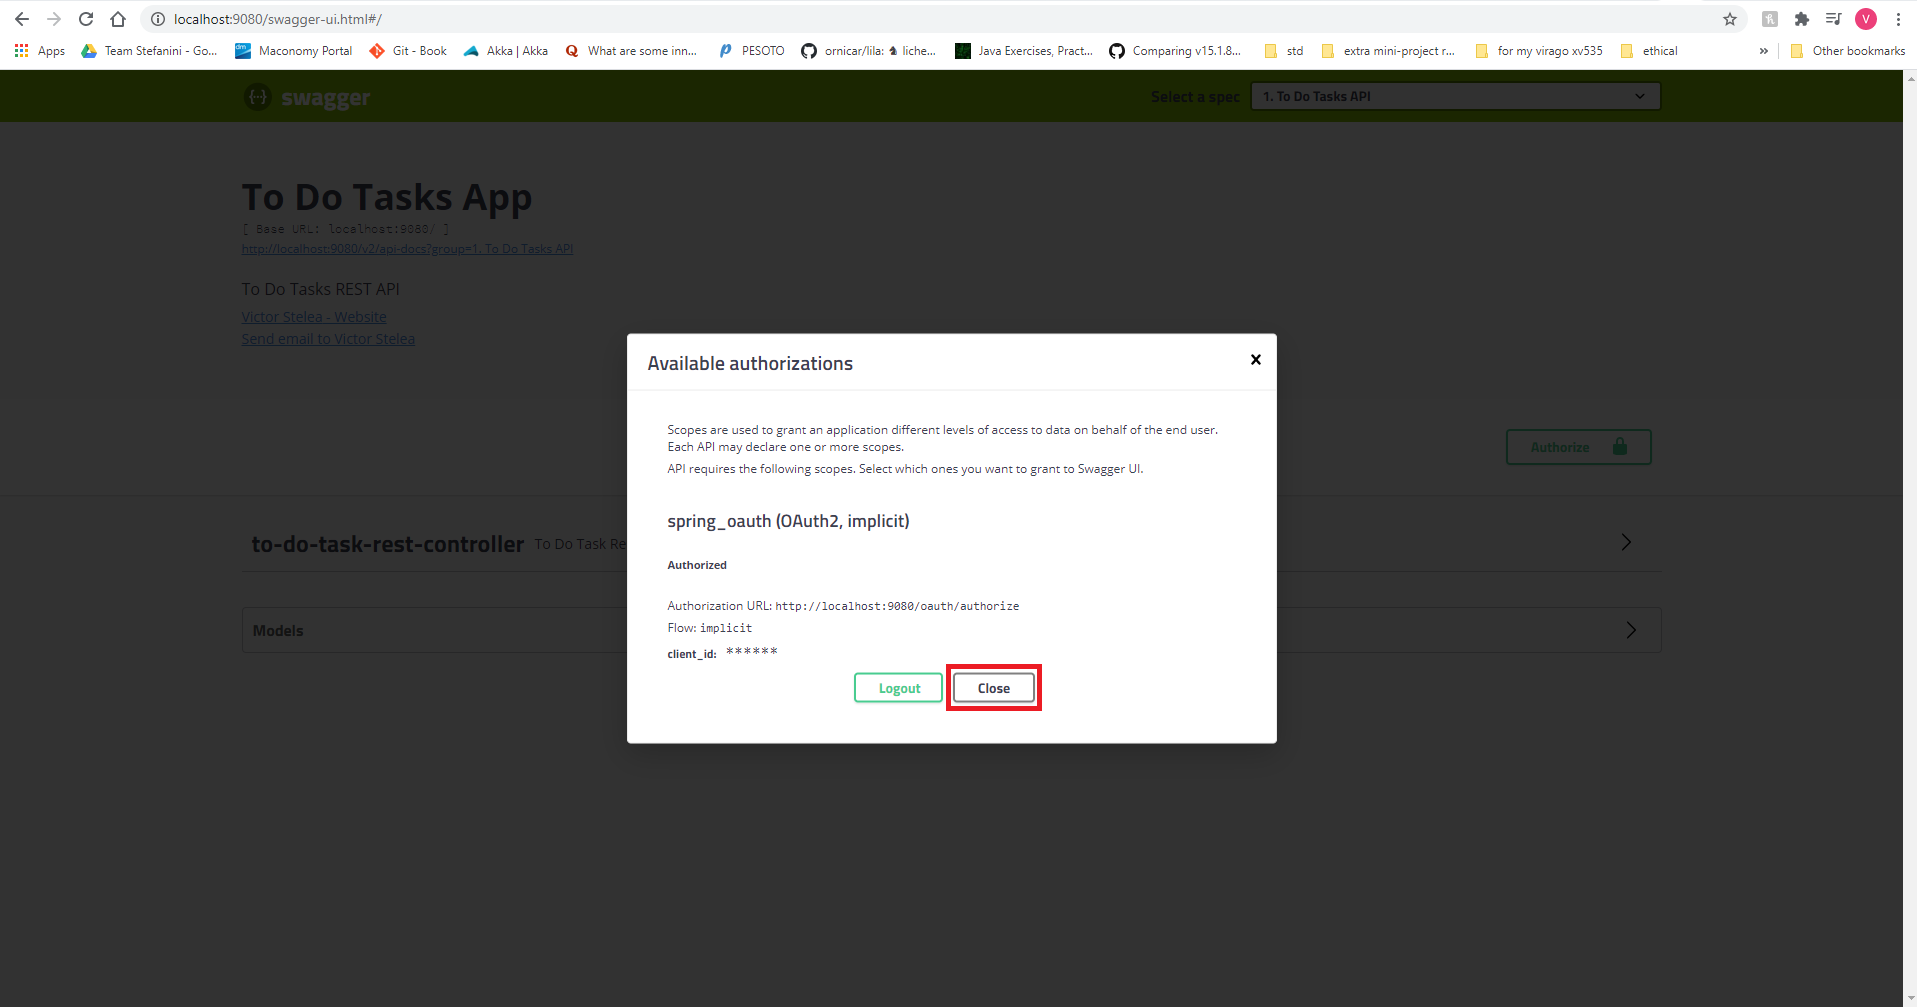 localhost:9080/swagger-ui.html#/
V
Apps
Team Stefanini - Go...
dm
Maconomy Portal
Git - Book
Akka | Akka
Q
What are some inn...
P
PESOTO
ornicar/lila: ♞ liche...
Java Exercises, Pract...
Comparing v15.1.8...
std
extra mini-project r...
for my virago xv535
ethical
»
Other bookmarks
{··} swagger
Select a spec
1. To Do Tasks API
To Do Tasks App
[ Base URL: localhost:9080/ ]
http://localhost:9080/v2/api-docs?group=1. To Do Tasks API
To Do Tasks REST API
Victor Stelea - Website
Send email to Victor Stelea
Authorize
to-do-task-rest-controller To Do Task Re
Models
Available authorizations
Scopes are used to grant an application different levels of access to data on behalf of the end user.
Each API may declare one or more scopes.
API requires the following scopes. Select which ones you want to grant to Swagger UI.
spring_oauth (OAuth2, implicit)
Authorized
Authorization URL: http://localhost:9080/oauth/authorize
Flow: implicit
client_id: ******
Logout
Close